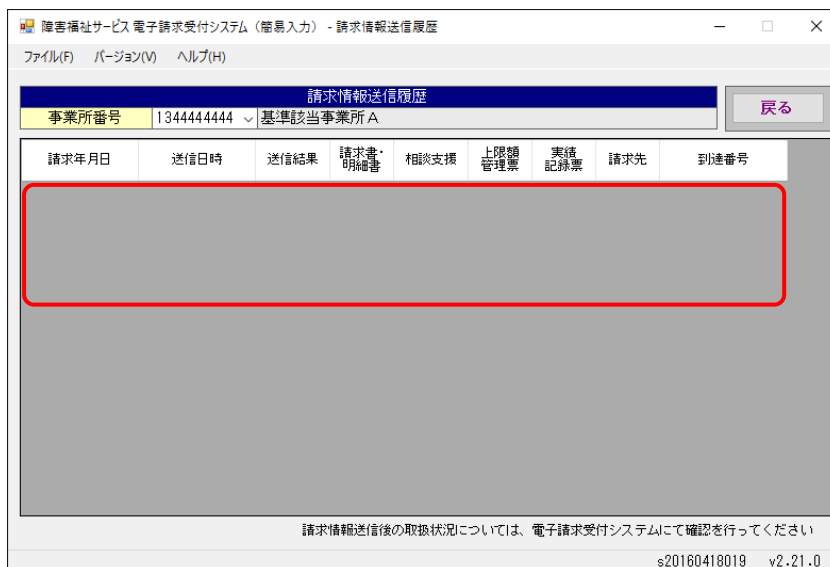 障害福祉サービス 電子請求受付システム（簡易入力） - 請求情報送信履歴
ファイル(F) バージョン(V) ヘルプ(H)
請求情報送信履歴
事業所番号 1344444444 基準該当事業所A
戻る
請求年月日 送信日時 送信結果 請求書・明細書 相談支援 上限額管理票 実績記録票 請求先 到達番号
請求情報送信後の取扱状況については、電子請求受付システムにて確認を行ってください
s20160418019 v2.21.0